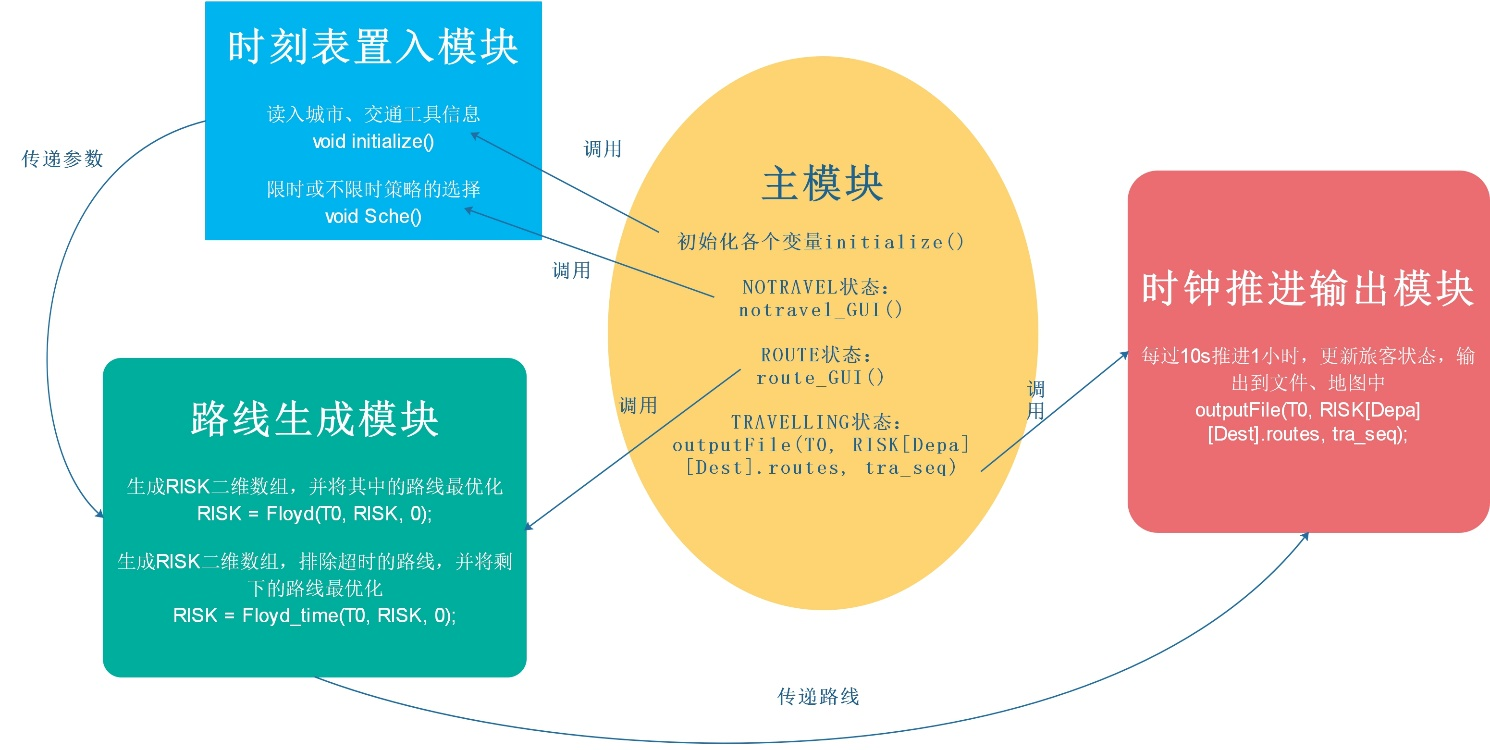 时刻表置入模块
读入城市、交通工具信息
void initialize()
限时或不限时策略的选择
void Sche()
传递参数
调用
调用
主模块
初始化各个变量initialize()
NOTRAVEL状态：
notravel_GUI()
ROUTE状态：
route_GUI()
TRAVELLING状态：
outputFile(T0, RISK[Depa]
[Dest].routes, tra_seq)
调用
调
用
时钟推进输出模块
每过10s推进1小时，更新旅客状态，输
出到文件、地图中
outputFile(T0, RISK[Depa]
[Dest].routes, tra_seq);
路线生成模块
生成RISK二维数组，并将其中的路线最优化
RISK = Floyd(T0, RISK, 0);
生成RISK二维数组，排除超时的路线，并将剩
下的路线最优化
RISK = Floyd_time(T0, RISK, 0);
传递路线